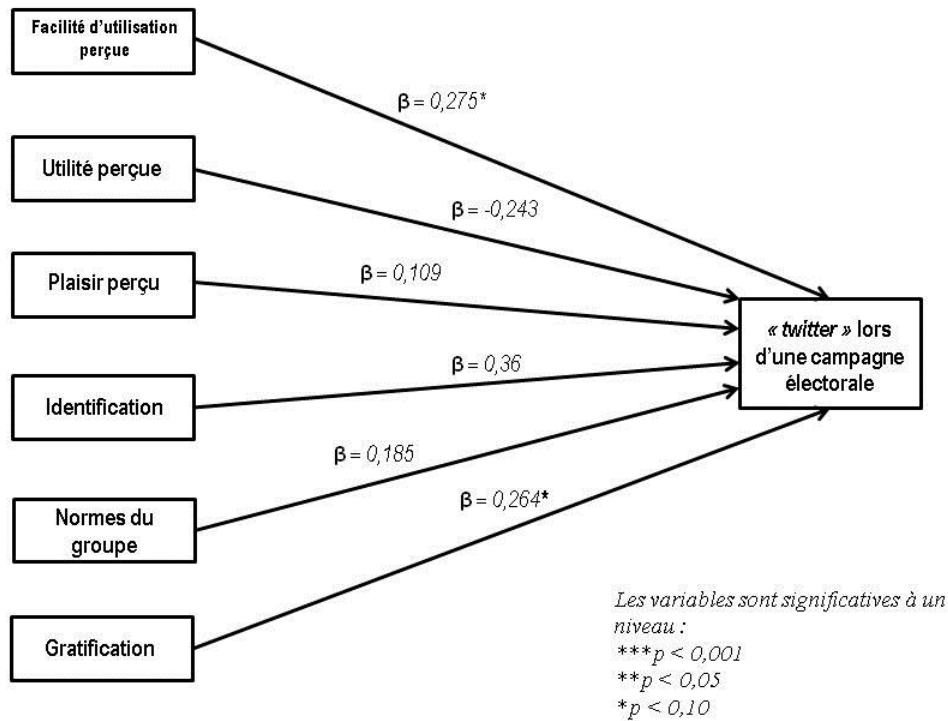 Facilité d'utilisation
perçue
β = 0,275*
Utilité perçue
β = -0,243
Plaisir perçu
β = 0,109
« twitter » lors
d'une campagne
électorale
β = 0,36
Identification
β = 0,185
β = 0,264*
Normes du
groupe
Gratification
Les variables sont significatives à un
niveau :
***p < 0,001
**p < 0,05
*p < 0,10